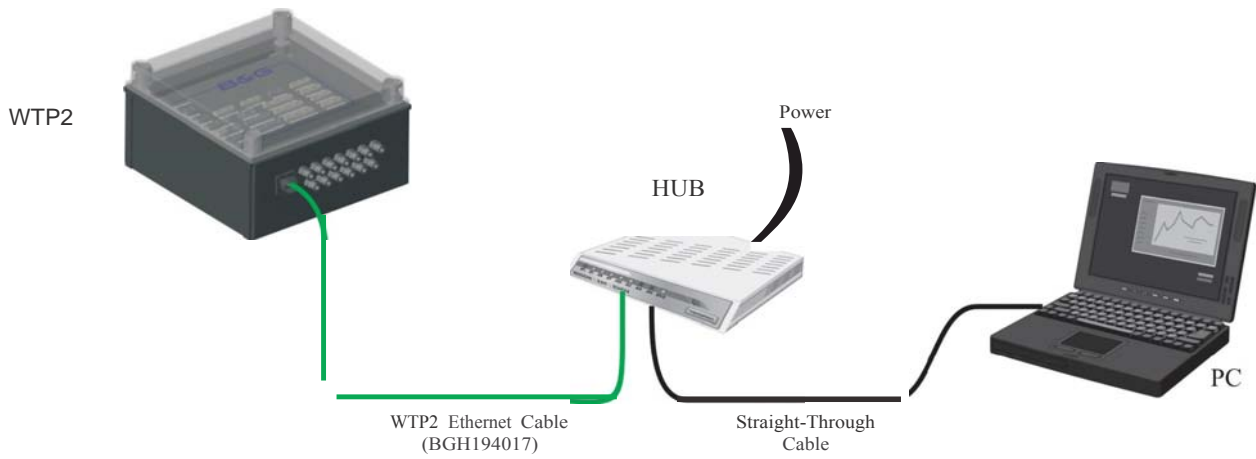 WTP2
B&G
Power
HUB
PC
WTP2 Ethernet Cable
(BGH194017)
Straight-Through
Cable